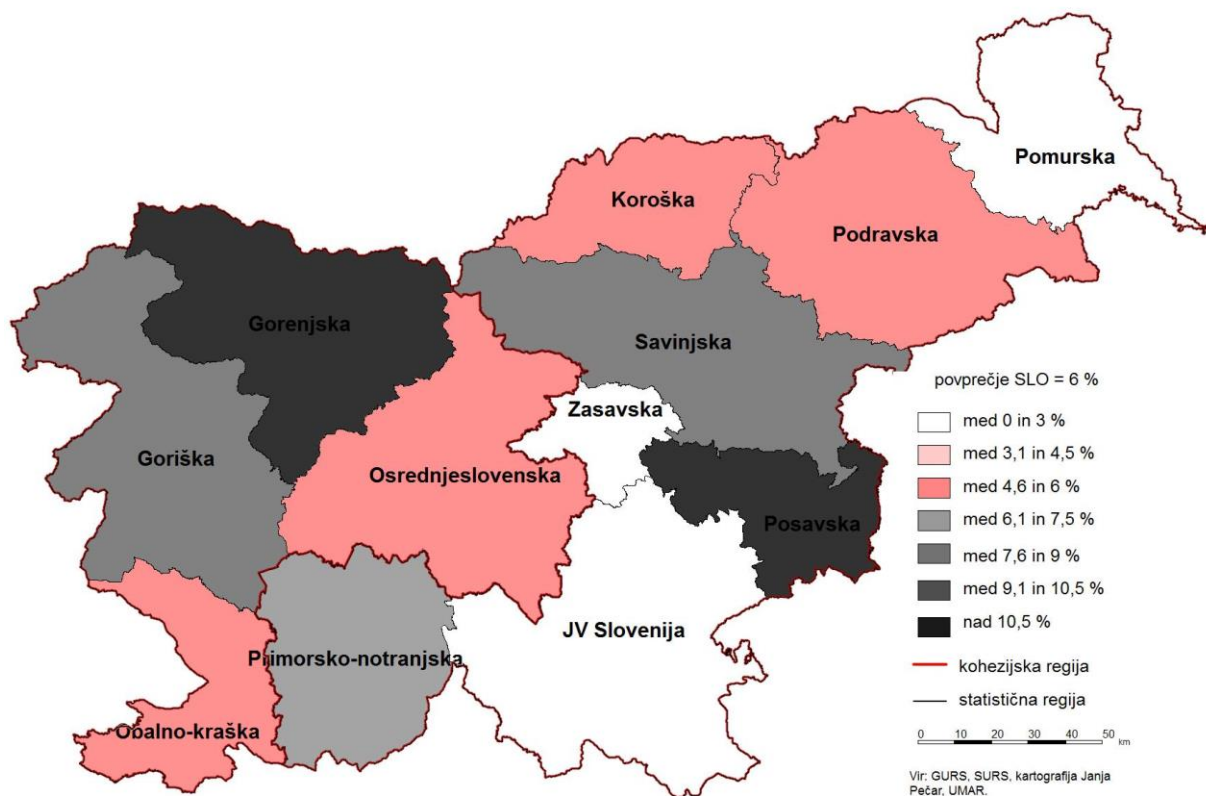 Pomurska
Koroška
Podravska
Gorenjska
Savinjska
Zasavska
Goriška
Osrednjeslovenska
Posavska
JV Slovenija
Primorsko-notranjska
Obalno-kraška
povprečje SLO = 6 %
med 0 in 3 %
med 3,1 in 4,5 %
med 4,6 in 6 %
med 6,1 in 7,5 %
med 7,6 in 9 %
med 9,1 in 10,5 %
nad 10,5 %
kohezijska regija
statistična regija
0 10 20 30 40 50
km
Vir: GURS, SURS, kartografija Janja
Pečar, UMAR.